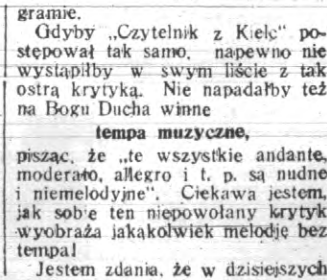 gramie.
Gdyby „Czytelnik z Kielc" po-
stępował tak samo, napewno nie
wystąpiłby w swym liście z tak
ostrą krytyką. Nie napadałby też
na Bogu Ducha winne
tempa muzyczne,
pisząc, że „te wszystkie andante,
moderato, allegro i t. p. są nudne
i niemelodyjne". Ciekawa jestem,
jak sobie ten niepowołany krytyk
wyobraża jakąkolwiek melodję bez
tempa!
Jestem zdania, że w dzisiejszych